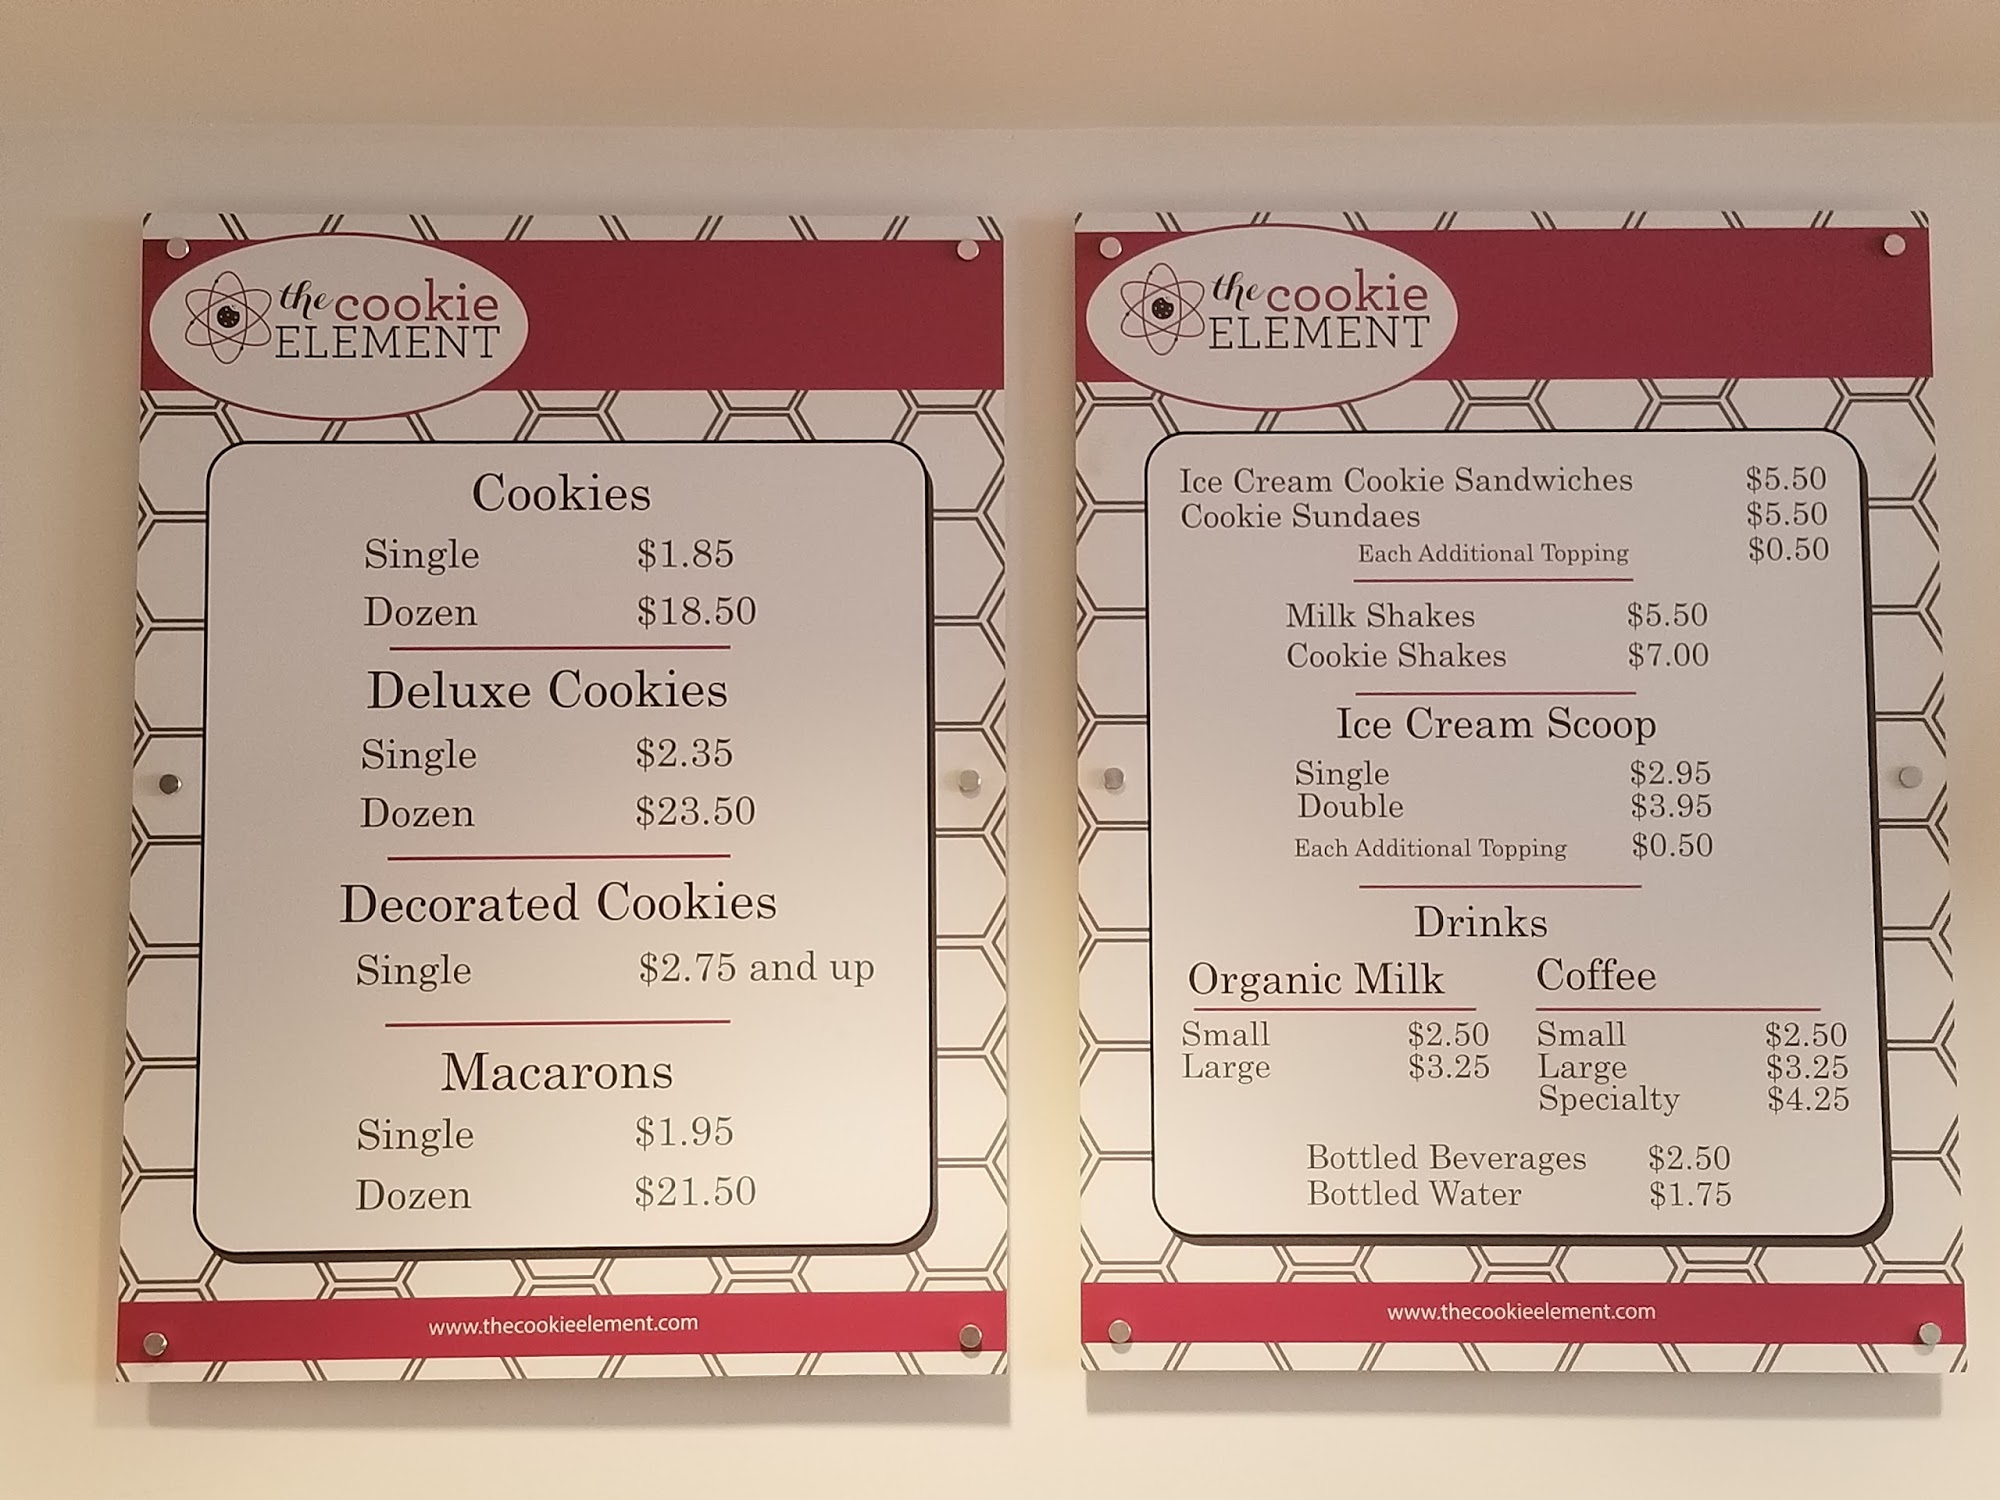 the cookie
ELEMENT
Cookies
Single $1.85
Dozen $18.50
Deluxe Cookies
Single $2.35
Dozen $23.50
Decorated Cookies
Single $2.75 and up
Macarons
Single $1.95
Dozen $21.50
www.thecookieelement.com
the cookie
ELEMENT
Ice Cream Cookie Sandwiches $5.50
Cookie Sundaes $5.50
Each Additional Topping $0.50
Milk Shakes $5.50
Cookie Shakes $7.00
Ice Cream Scoop
Single $2.95
Double $3.95
Each Additional Topping $0.50
Drinks
Organic Milk
Small $2.50
Large $3.25
Coffee
Small $2.50
Large $3.25
Specialty $4.25
Bottled Beverages $2.50
Bottled Water $1.75
www.thecookieelement.com